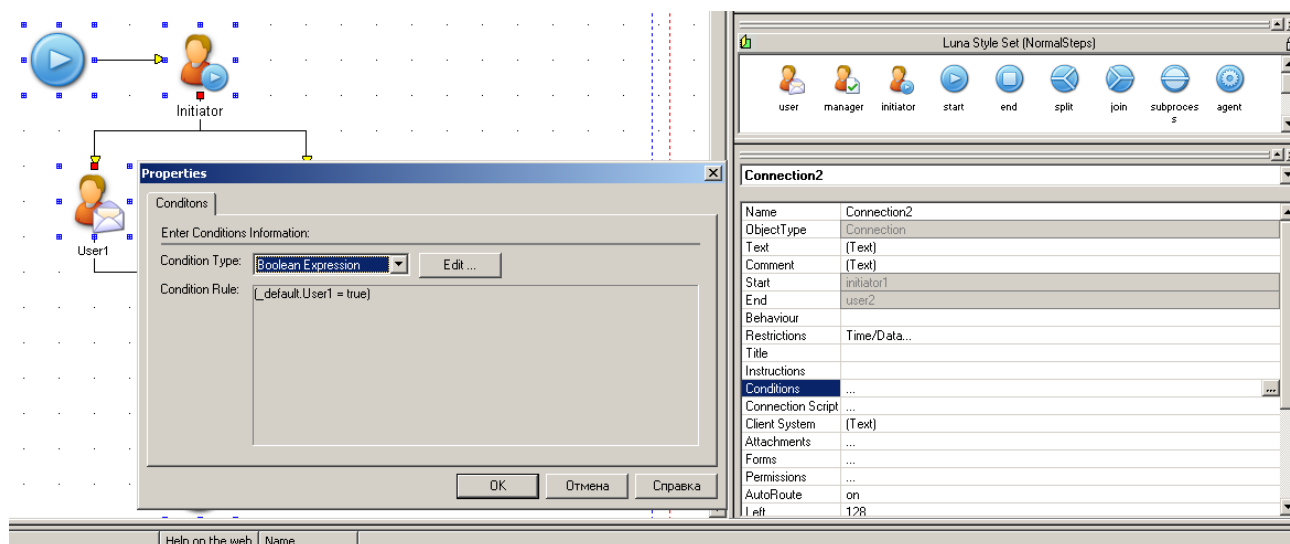 Initiator
User1
Properties
Conditons
Enter Conditions Information:
Condition Type: Boolean Expression Edit ...
Condition Rule: (_default.User1 = true)
OK Отмена Справка
Luna Style Set (NormalSteps)
user manager initiator start end split join subproces agent
s
Connection2
Name Connection2
ObjectType Connection
Text (Text)
Comment (Text)
Start initiator1
End user2
Behaviour
Restrictions Time/Data...
Title
Instructions
Conditions ... ...
Connection Script ...
Client System (Text)
Attachments ...
Forms ...
Permissions ...
AutoRoute on
Left 128
Help on the web Name